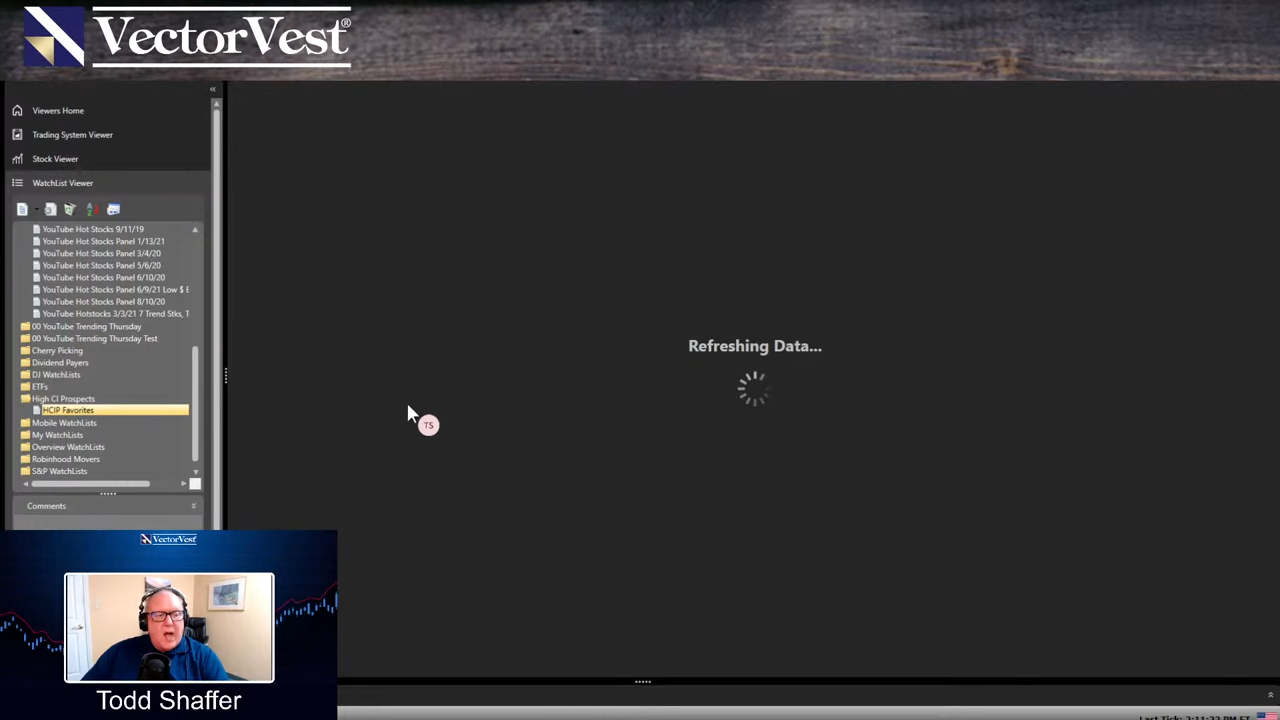 VectorVest®
Viewers Home
Trading System Viewer
Stock Viewer
WatchList Viewer
YouTube Hot Stocks 9/11/19
YouTube Hot Stocks Panel 1/13/21
YouTube Hot Stocks Panel 3/4/20
YouTube Hot Stocks Panel 5/6/20
YouTube Hot Stocks Panel 6/10/20
YouTube Hot Stocks Panel 6/9/21 Low $ E
YouTube Hot Stocks Panel 8/10/20
YouTube Hotstocks 3/3/21 7 Trend Stks, T
00 YouTube Trending Thursday
00 YouTube Trending Thursday Test
Cherry Picking
Dividend Payers
DJ WatchLists
ETFs
High CI Prospects
HCIP Favorites
Mobile WatchLists
My WatchLists
Overview WatchLists
Robinhood Movers
S&P WatchLists
Comments
Refreshing Data...
TS
VectorVest
Todd Shaffer
Last Tick: